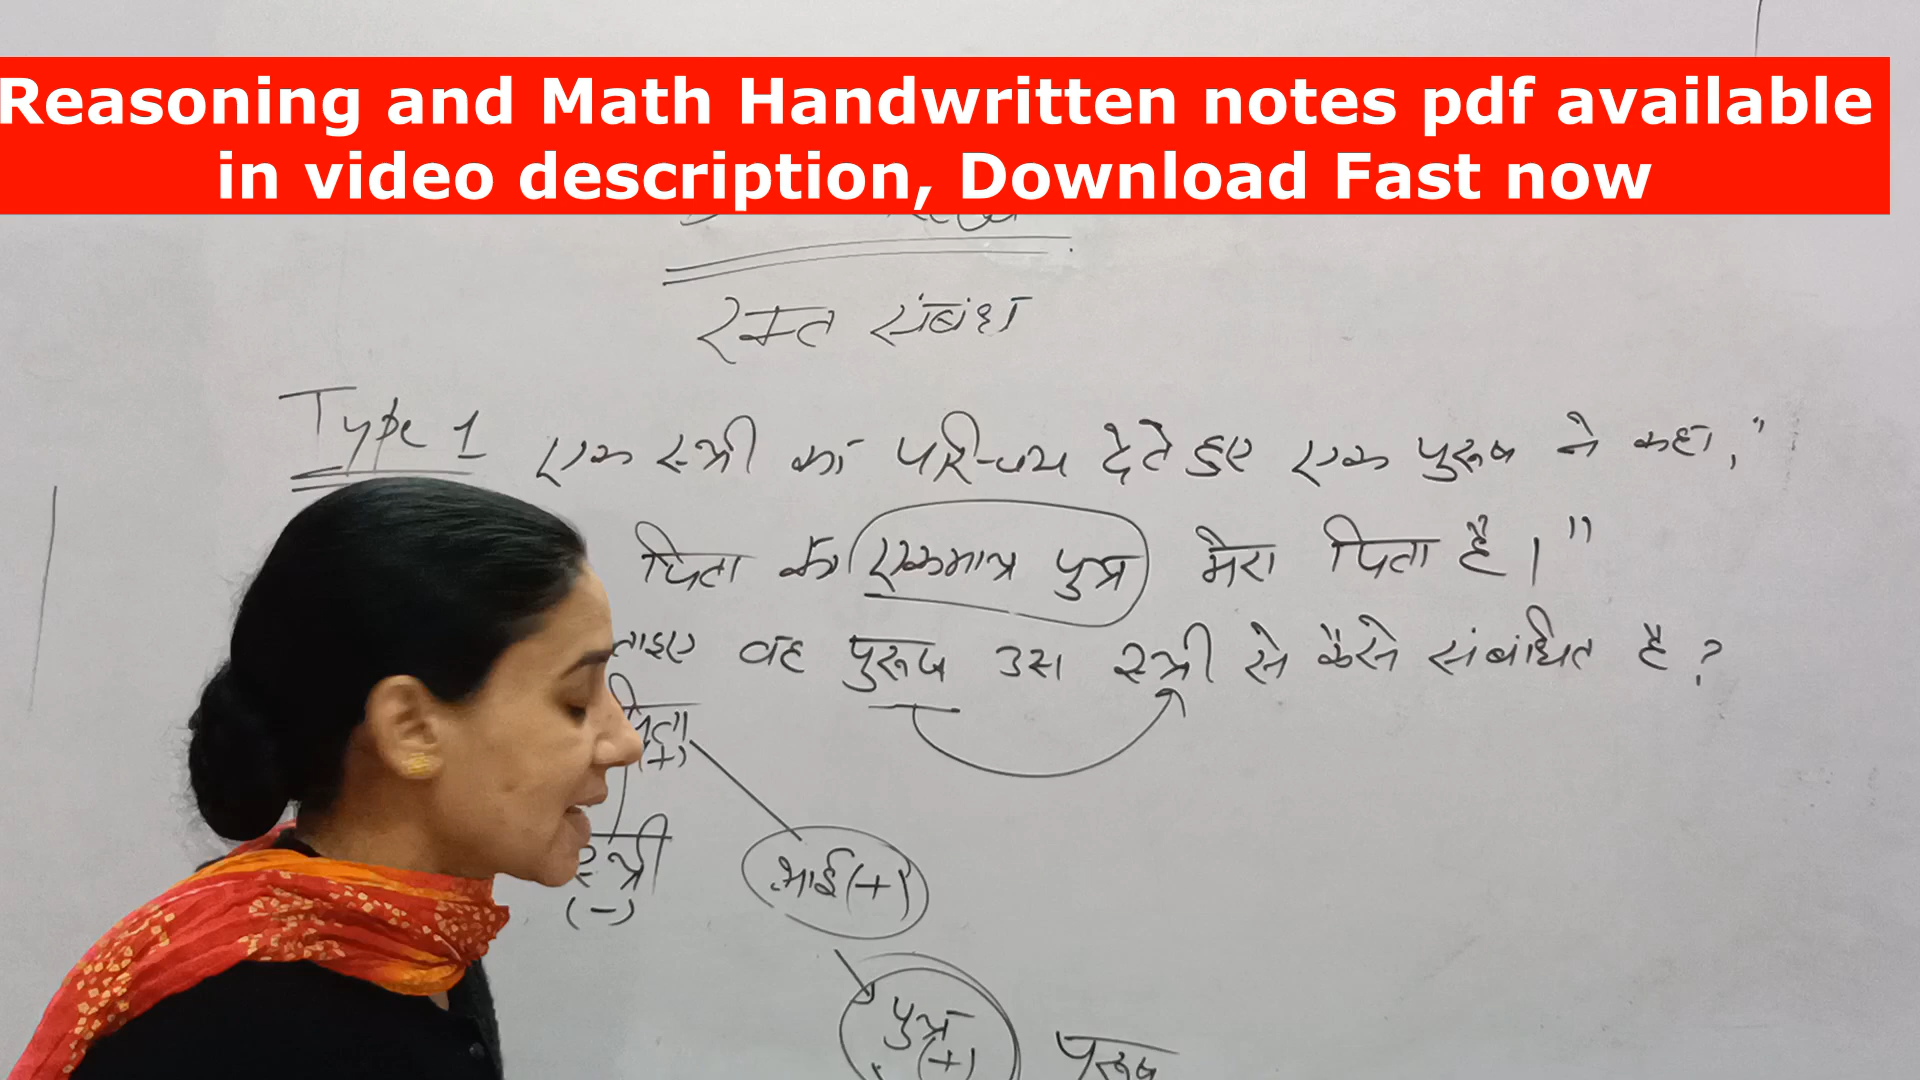 Reasoning and Math Handwritten notes pdf available
in video description, Download Fast now
रक्त संबंध
Type 1 एक स्त्री का परिचय देते हुए एक पुरूष ने कहा, "
पिता का एकमात्र पुत्र मेरा पिता है।"
ताइए वह पुरूष उस स्त्री से कैसे संबंधित है?
पिता
(+)
स्त्री
(-)
भाई(+)
पुत्र
(+)
पुरूष